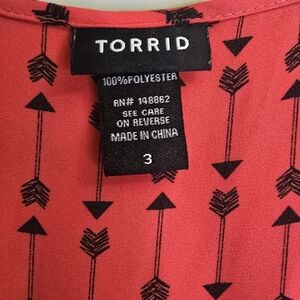 TORRID
100%POLYESTER
RN# 148862
SEE CARE
ON REVERSE
MADE IN CHINA
3